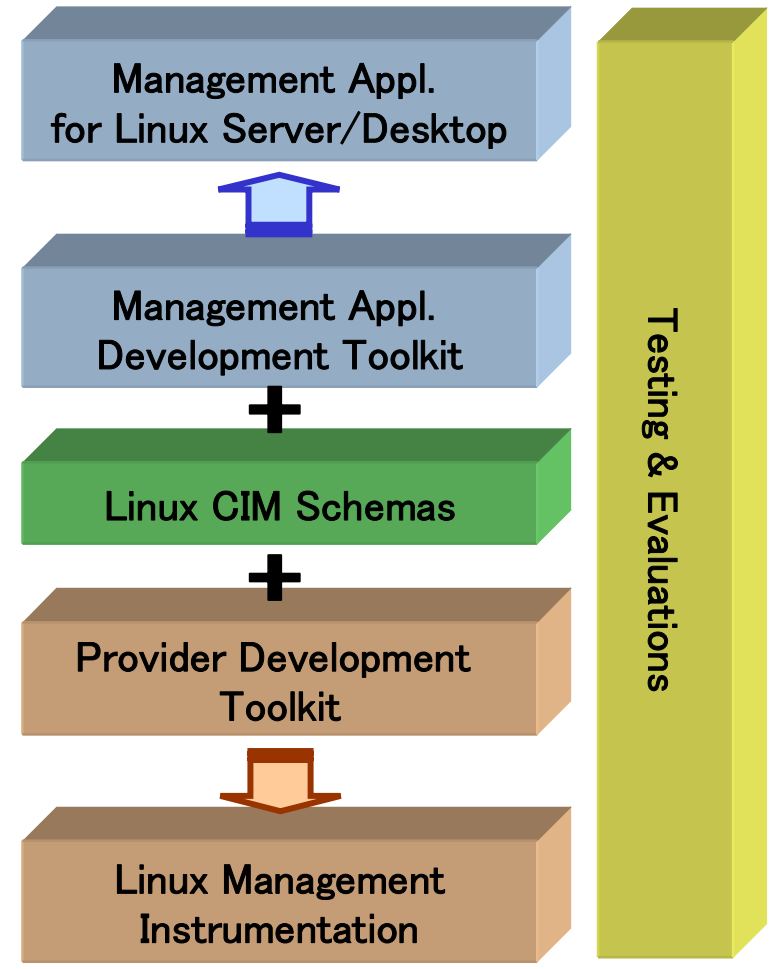 Management Appl.
for Linux Server/Desktop
Management Appl.
Development Toolkit
+
Linux CIM Schemas
+
Provider Development
Toolkit
Linux Management
Instrumentation
Testing & Evaluations